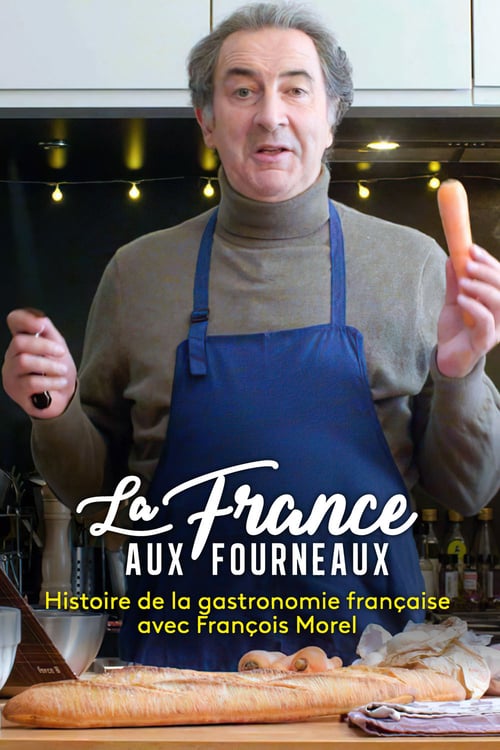 La France
AUX FOURNEAUX
Histoire de la gastronomie française
avec François Morel